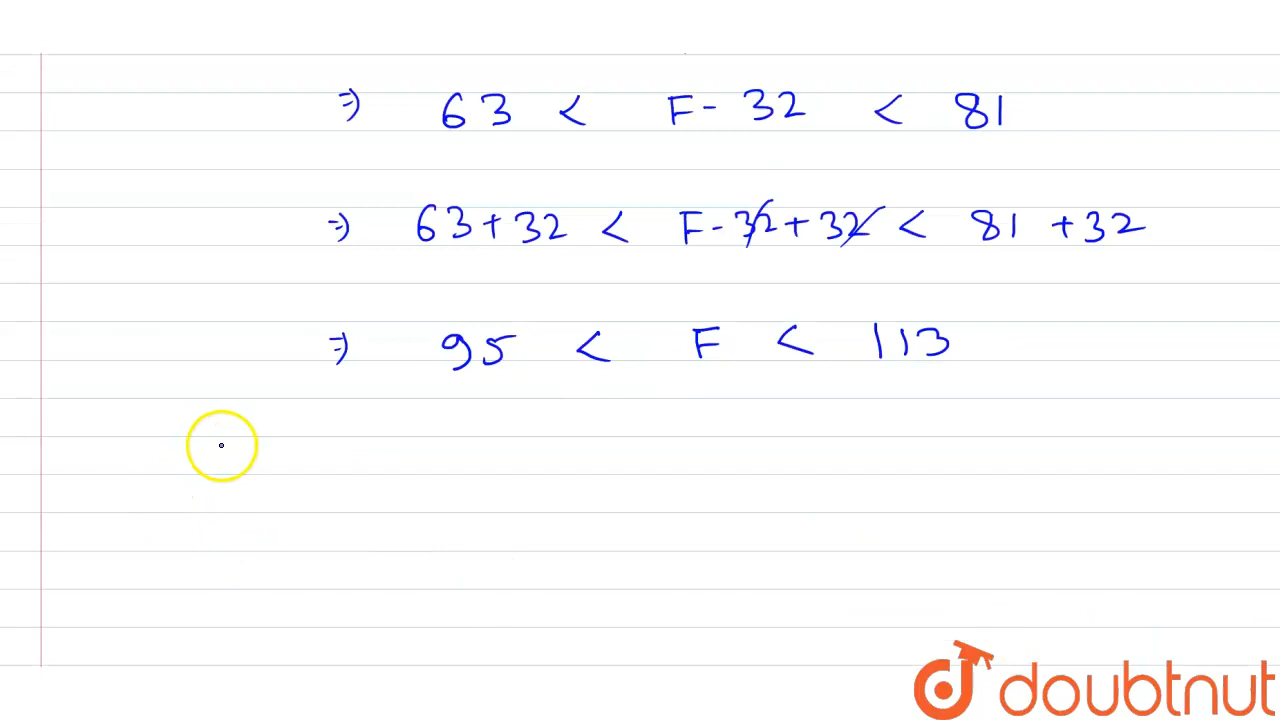 ⇒ 63 < F - 32 < 81
⇒ 63 + 32 < F - 32 + 32 < 81 + 32
⇒ 95 < F < 113
doubtnut